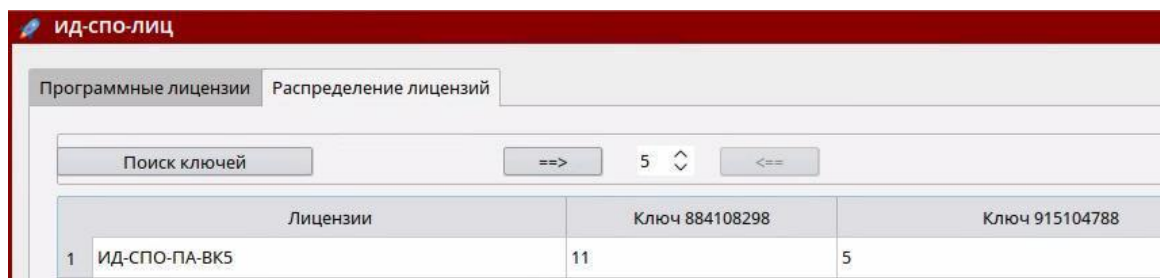 ИД-СПО-ЛИЦ
Программные лицензии Распределение лицензий
Поиск ключей ==> 5 <==
Лицензии Ключ 884108298 Ключ 915104788
1 ИД-СПО-ПА-ВК5 11 5